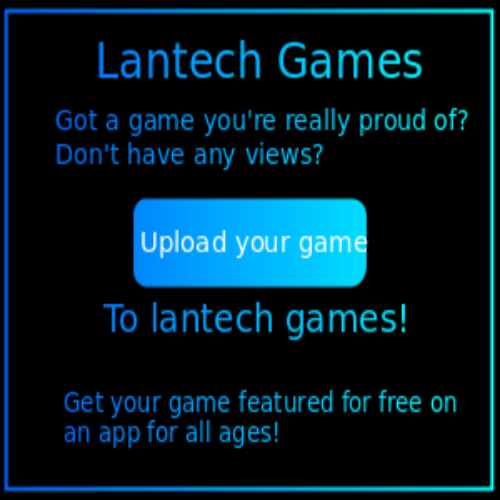 Lantech Games
Got a game you're really proud of?
Don't have any views?
Upload your game
To lantech games!
Get your game featured for free on
an app for all ages!